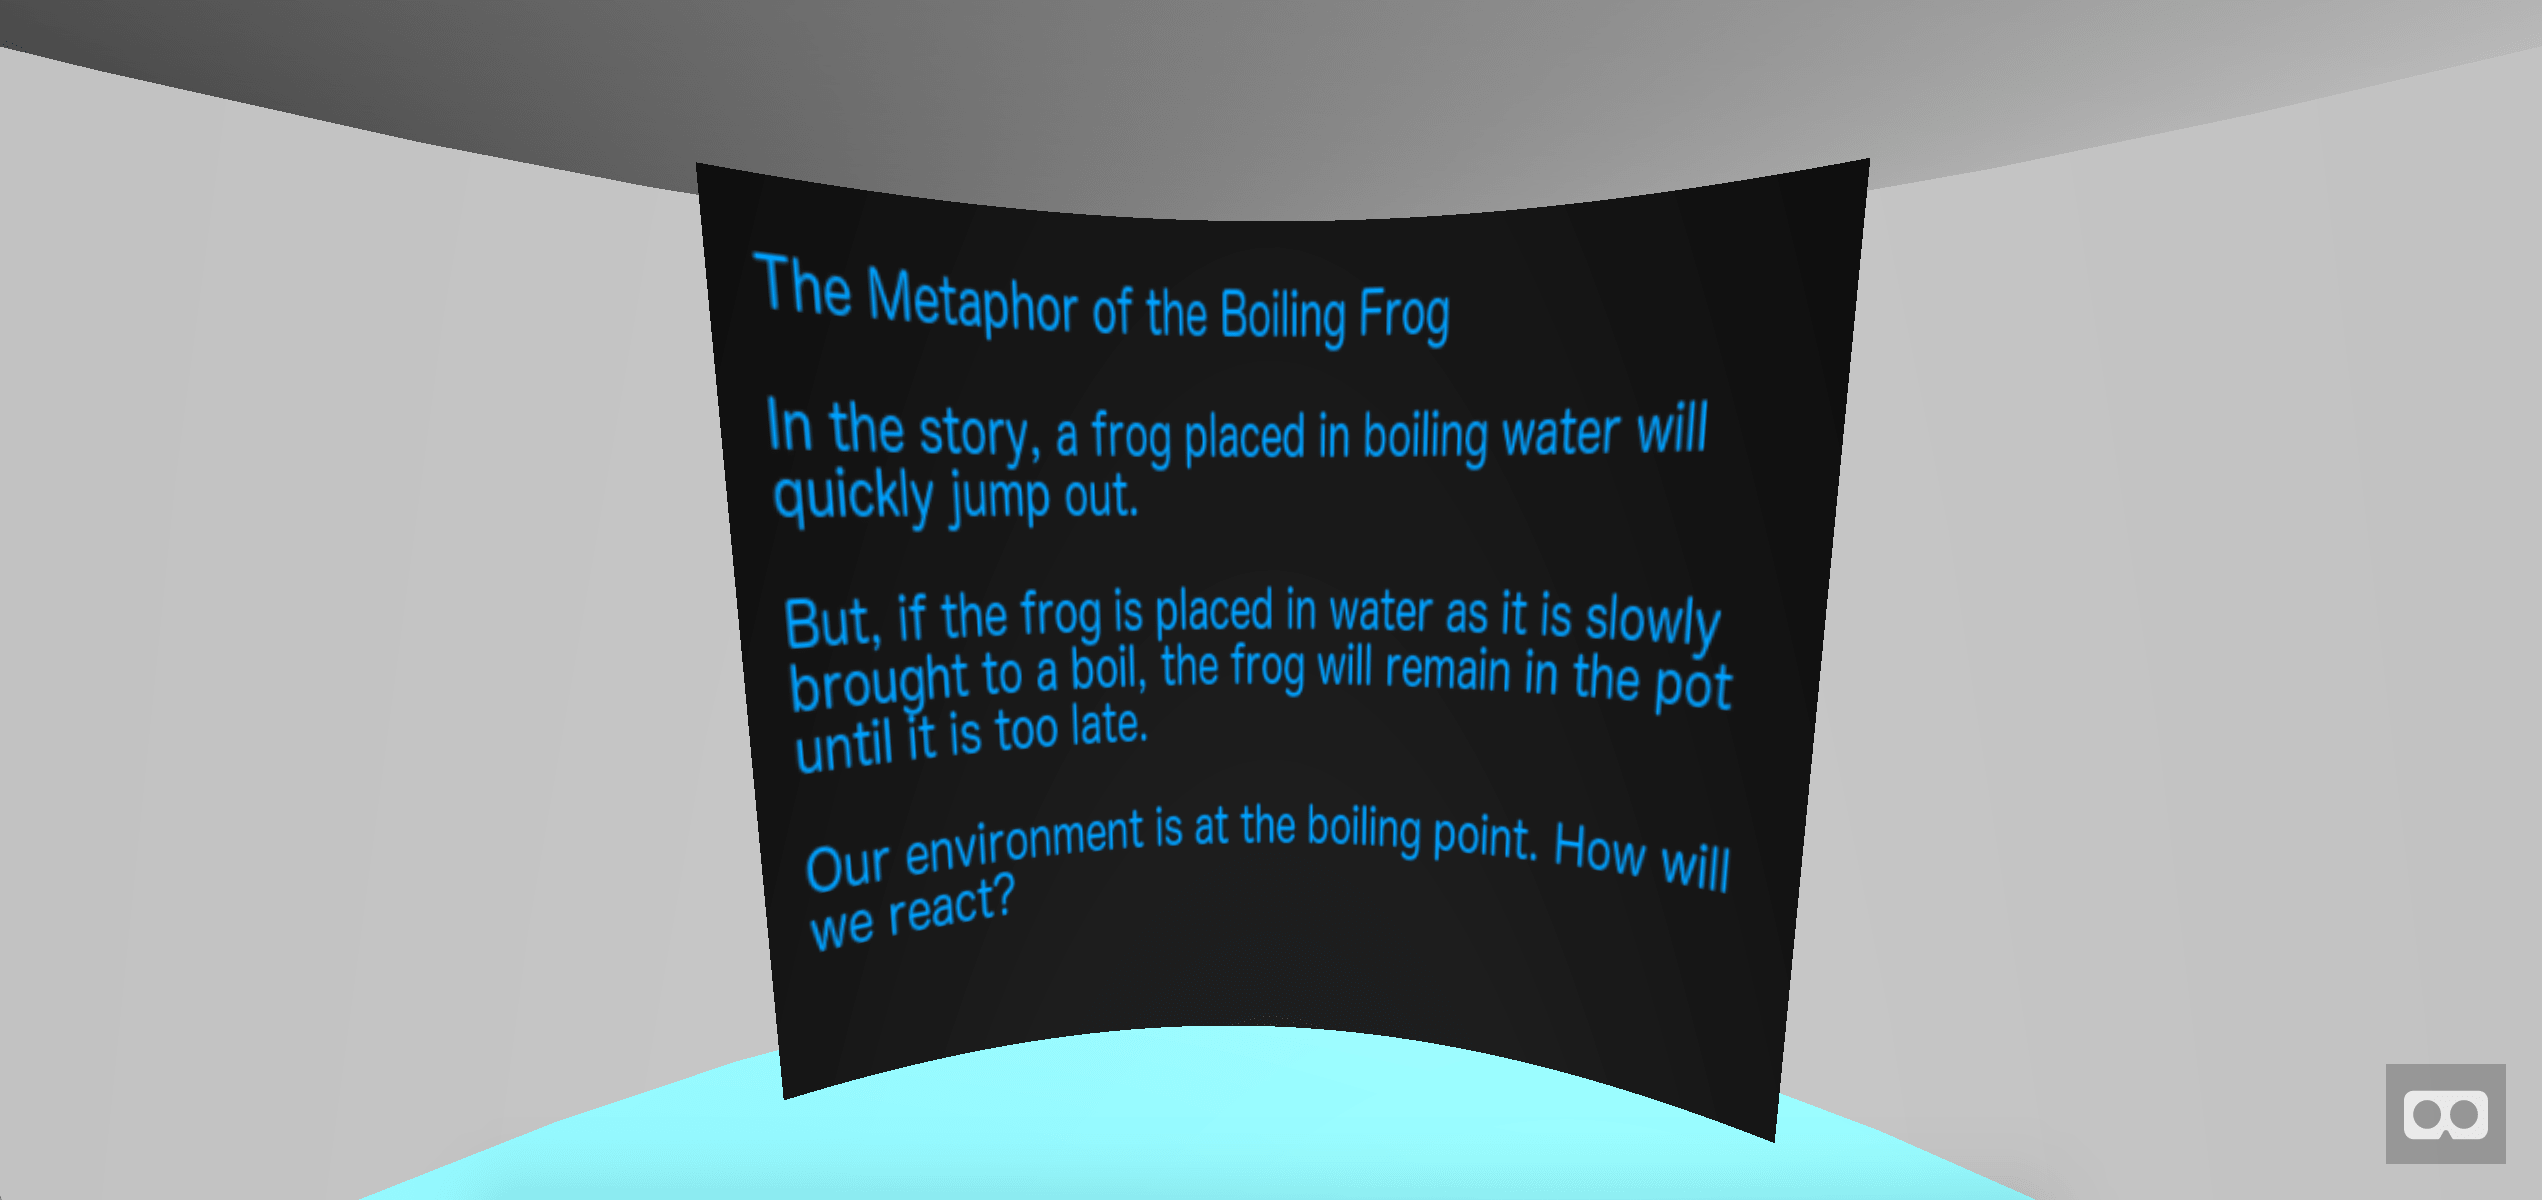 The Metaphor of the Boiling Frog
In the story, a frog placed in boiling water will
quickly jump out.
But, if the frog is placed in water as it is slowly
brought to a boil, the frog will remain in the pot
until it is too late.
Our environment is at the boiling point. How will
we react?